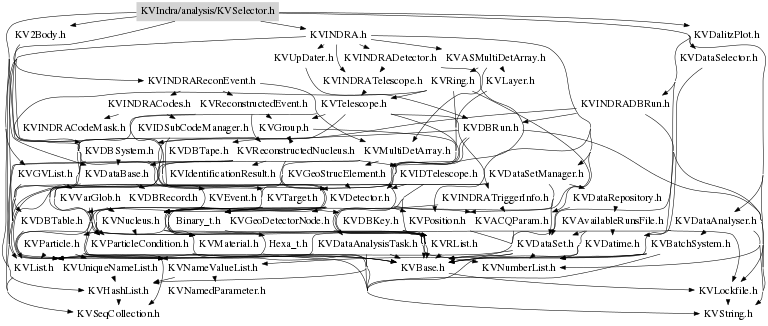 KVIndra/analysis/KVSelector.h
KV2Body.h KVINDRA.h KVDalitzPlot.h
KVUpDater.h KVINDRADetector.h KVASMultiDetArray.h KVDataSelector.h
KVINDRAReconEvent.h KVINDRATelescope.h KVRing.h KVLayer.h
KVINDRACodes.h KVReconstructedEvent.h KVTelescope.h KVINDRADBRun.h
KVINDRACodeMask.h KVIDSubCodeManager.h KVGroup.h KVDBRun.h
KVDBSystem.h KVDBTape.h KVReconstructedNucleus.h KVMultiDetArray.h
KVGVList.h KVDataBase.h KVIdentificationResult.h KVGeoStrucElement.h KVIDTelescope.h KVDataSetManager.h
KVVarGlob.h KVDBRecord.h KVEvent.h KVTarget.h KVDetector.h KVINDRATriggerInfo.h KVDataRepository.h
KVDBTable.h KVNucleus.h Binary_t.h KVGeoDetectorNode.h KVDBKey.h KVPosition.h KVACQParam.h KVAvailableRunsFile.h KVDataAnalyser.h
KVParticle.h KVParticleCondition.h KVMaterial.h Hexa_t.h KVDataAnalysisTask.h KVRList.h KVDataSet.h KVDatime.h KVBatchSystem.h
KVList.h KVUniqueNameList.h KVNameValueList.h KVBase.h KVNumberList.h
KVHashList.h KVNamedParameter.h KVLockfile.h
KVSeqCollection.h KVString.h